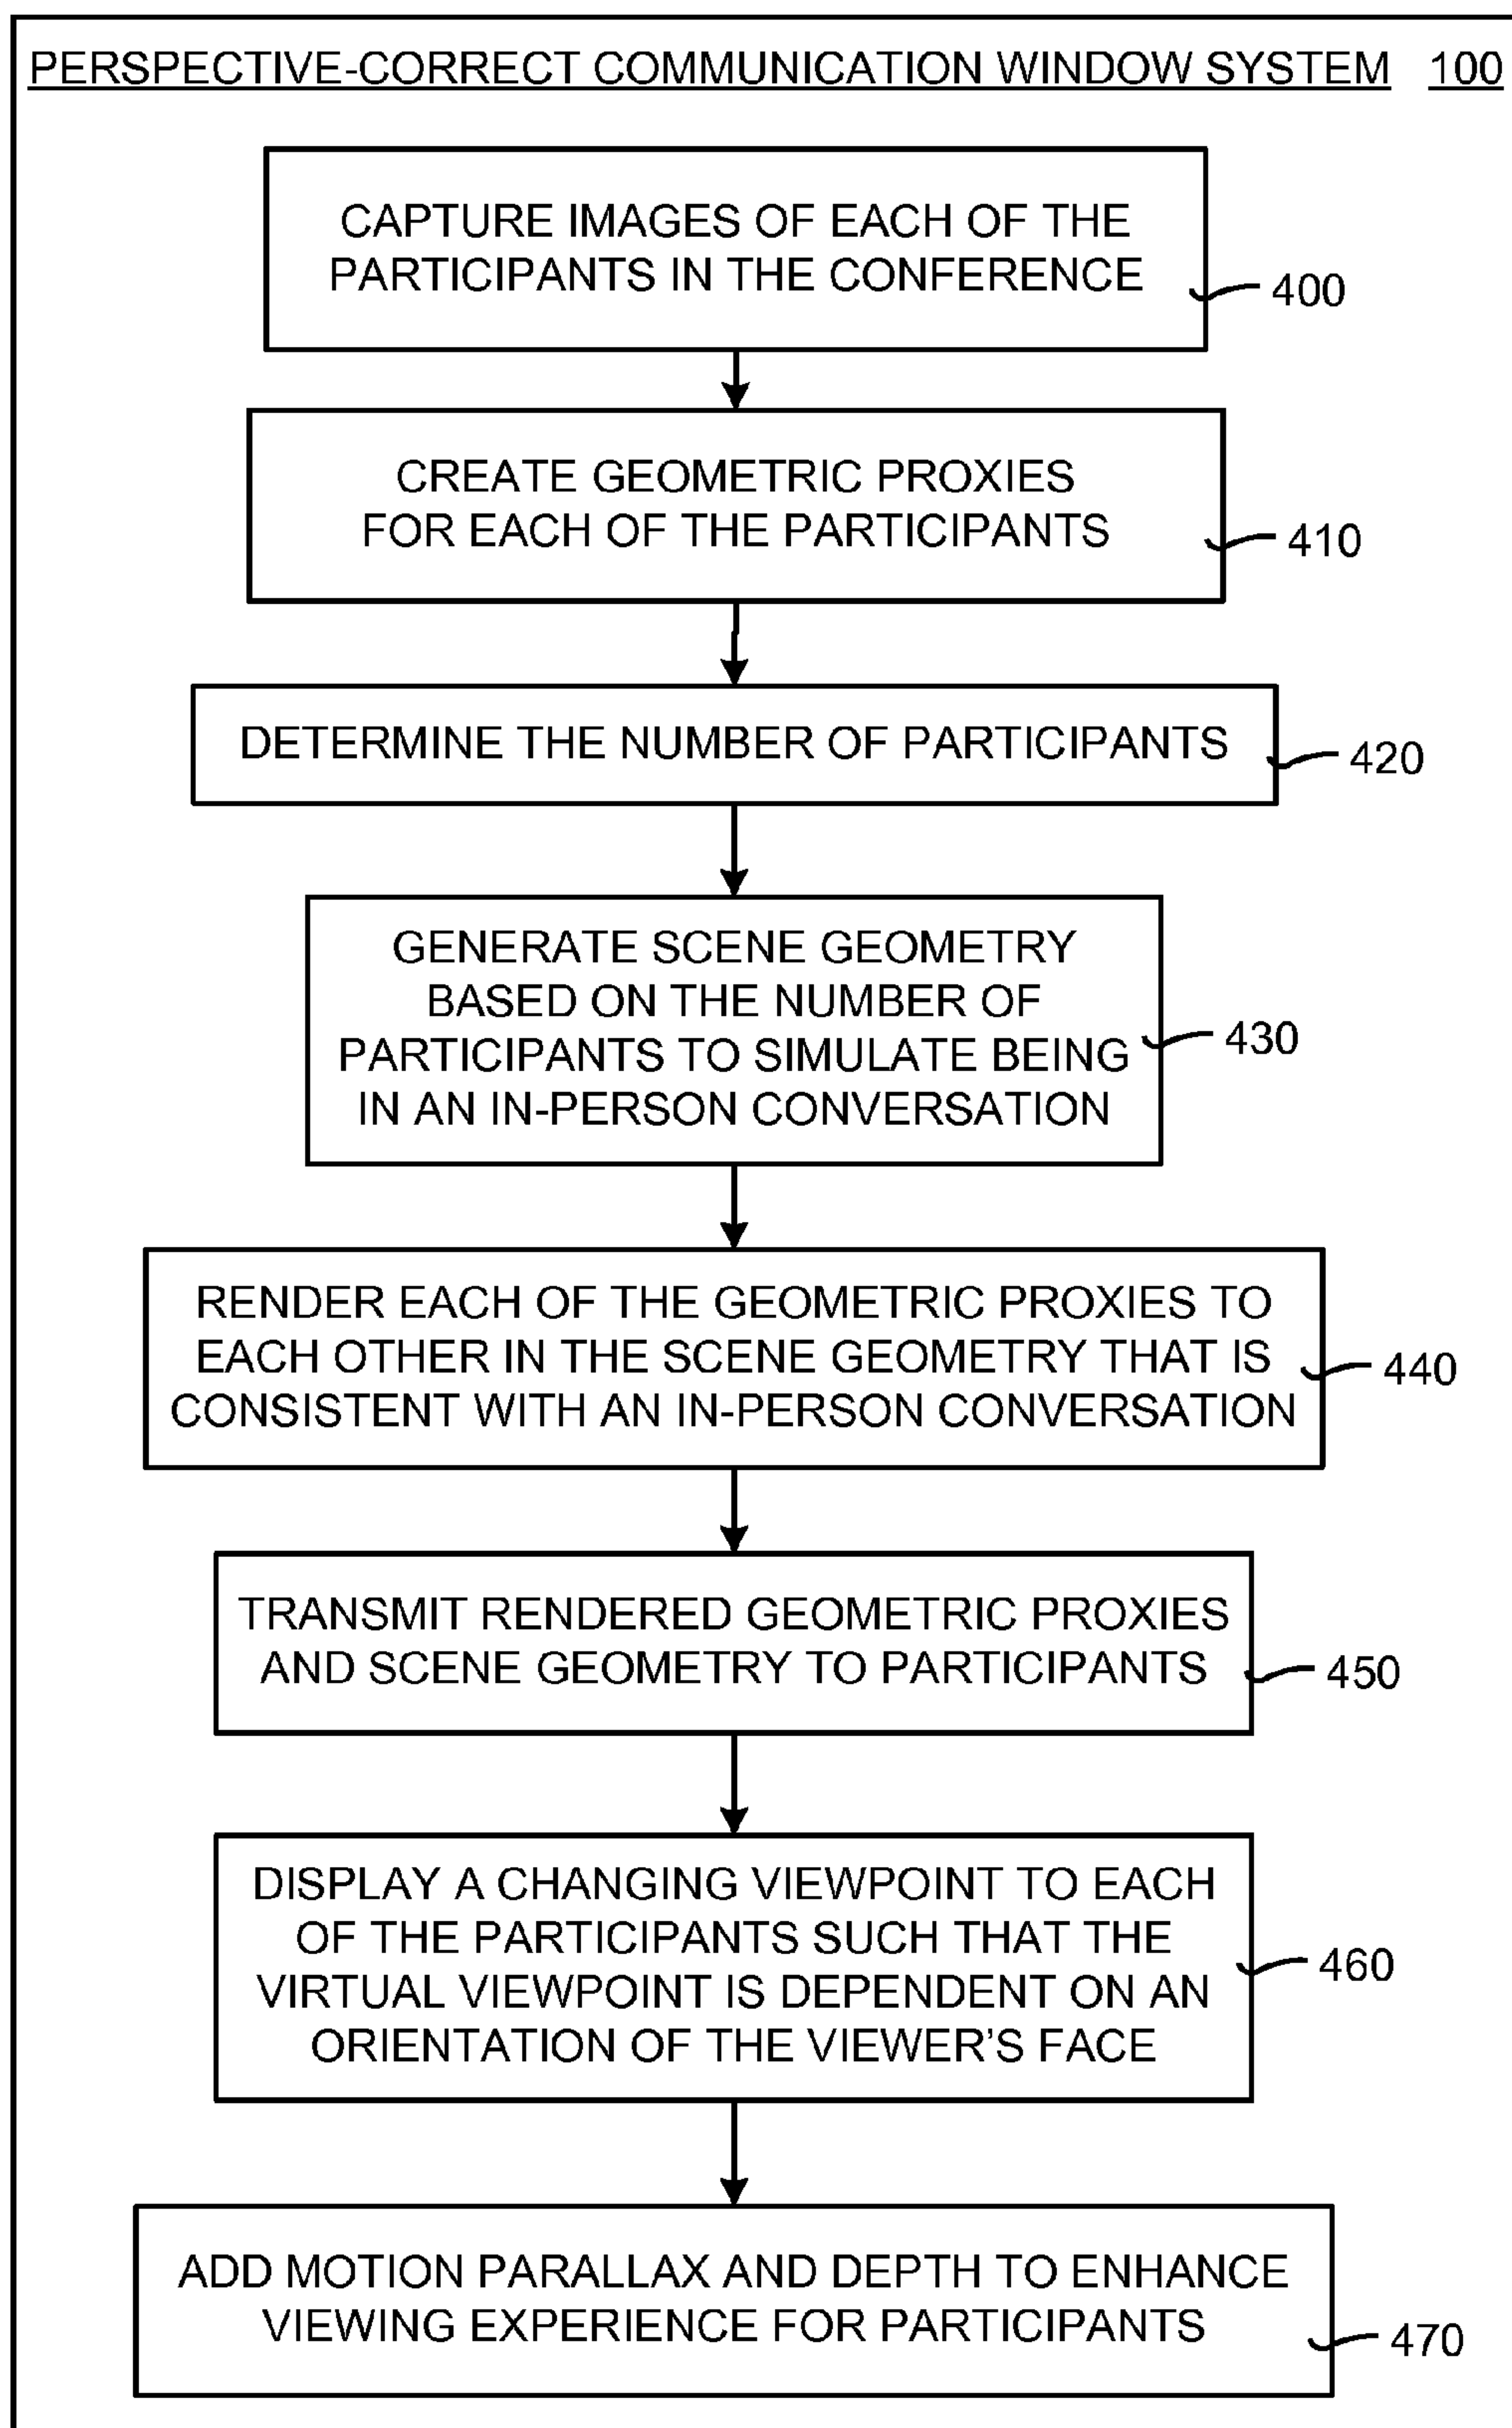 PERSPECTIVE-CORRECT COMMUNICATION WINDOW SYSTEM 100
CAPTURE IMAGES OF EACH OF THE
PARTICIPANTS IN THE CONFERENCE
400
CREATE GEOMETRIC PROXIES
FOR EACH OF THE PARTICIPANTS
410
DETERMINE THE NUMBER OF PARTICIPANTS
420
GENERATE SCENE GEOMETRY
BASED ON THE NUMBER OF
PARTICIPANTS TO SIMULATE BEING
IN AN IN-PERSON CONVERSATION
430
RENDER EACH OF THE GEOMETRIC PROXIES TO
EACH OTHER IN THE SCENE GEOMETRY THAT IS
CONSISTENT WITH AN IN-PERSON CONVERSATION
440
TRANSMIT RENDERED GEOMETRIC PROXIES
AND SCENE GEOMETRY TO PARTICIPANTS
450
DISPLAY A CHANGING VIEWPOINT TO EACH
OF THE PARTICIPANTS SUCH THAT THE
VIRTUAL VIEWPOINT IS DEPENDENT ON AN
ORIENTATION OF THE VIEWER'S FACE
460
ADD MOTION PARALLAX AND DEPTH TO ENHANCE
VIEWING EXPERIENCE FOR PARTICIPANTS
470